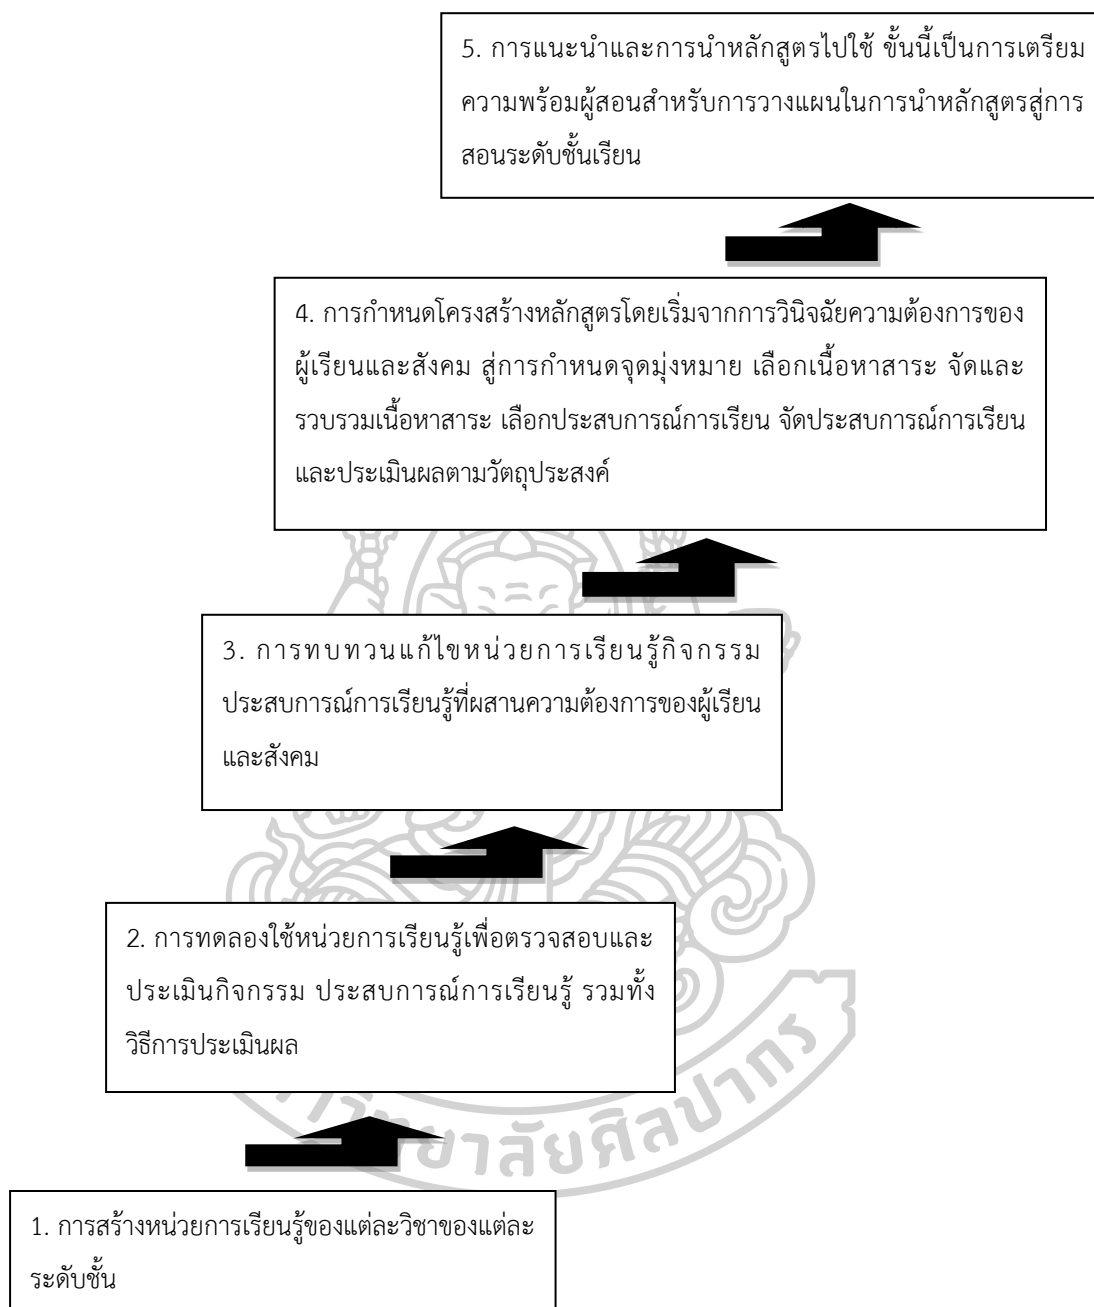 5. การแนะนำและการนำหลักสูตรไปใช้ ขั้นนี้เป็นการเตรียม
ความพร้อมผู้สอนสำหรับการวางแผนในการนำหลักสูตรสู่การ
สอนระดับชั้นเรียน
4. การกำหนดโครงสร้างหลักสูตรโดยเริ่มจากการวินิจฉัยความต้องการของ
ผู้เรียนและสังคม สู่การกำหนดจุดมุ่งหมาย เลือกเนื้อหาสาระ จัดและ
รวบรวมเนื้อหาสาระ เลือกประสบการณ์การเรียน จัดประสบการณ์การเรียน
และประเมินผลตามวัตถุประสงค์
3. การทบทวนแก้ไขหน่วยการเรียนรู้กิจกรรม
ประสบการณ์การเรียนรู้ที่ผสานความต้องการของผู้เรียน
และสังคม
2. การทดลองใช้หน่วยการเรียนรู้เพื่อตรวจสอบและ
ประเมินกิจกรรม ประสบการณ์การเรียนรู้ รวมทั้ง
วิธีการประเมินผล
วิทยาลัยศิลปากร
1. การสร้างหน่วยการเรียนรู้ของแต่ละวิชาของแต่ละ
ระดับชั้น